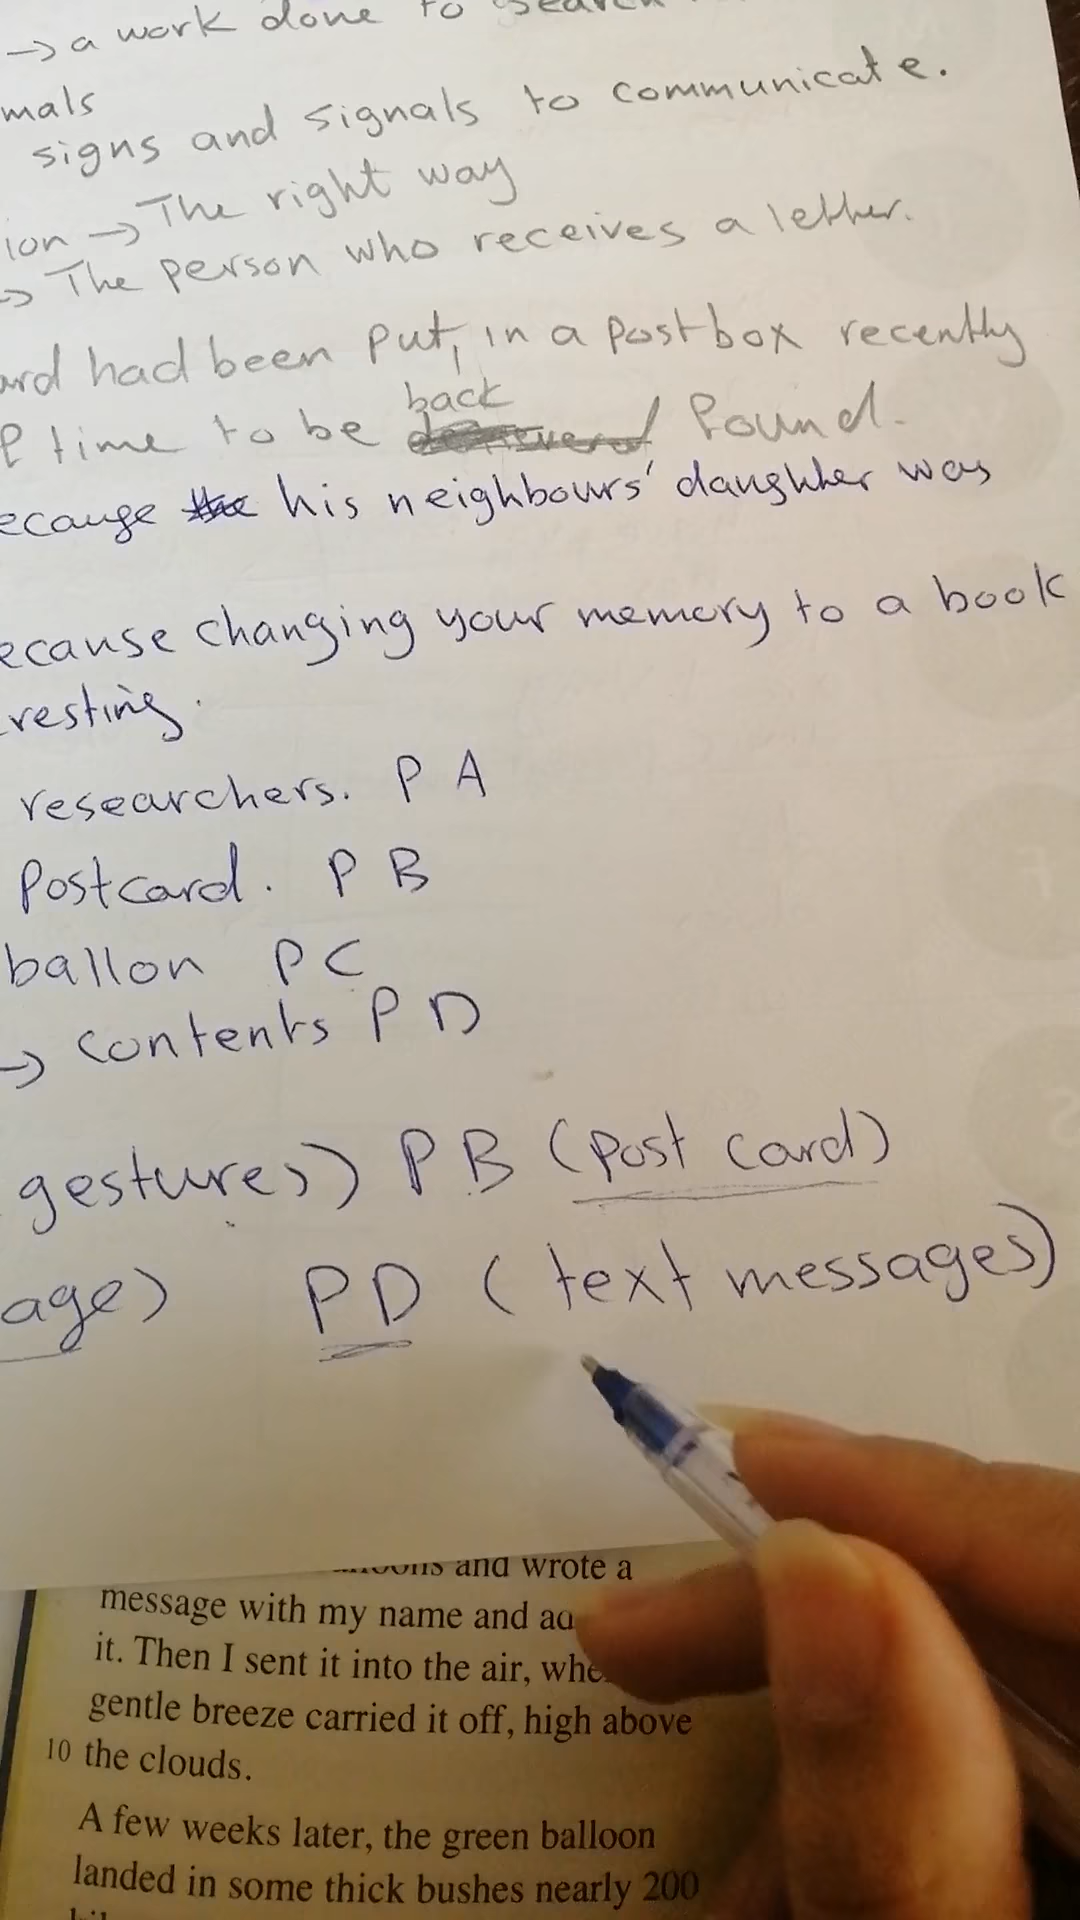 → a work done to search
mals
signs and signals to communicate.
ion → The right way
→ The person who receives a letter.
ard had been put, in a postbox recently
back
P time to be found.
ecause his neighbours' daughter was
ecause changing your memory to a book
resting.
researchers. P A
Postcard. P B
ballon P C
→ contents P D
gestures) P B (post card)
age) P D (text messages)
and wrote a
message with my name and ad
it. Then I sent it into the air, whe
gentle breeze carried it off, high above
10 the clouds.
A few weeks later, the green balloon
landed in some thick bushes nearly 200